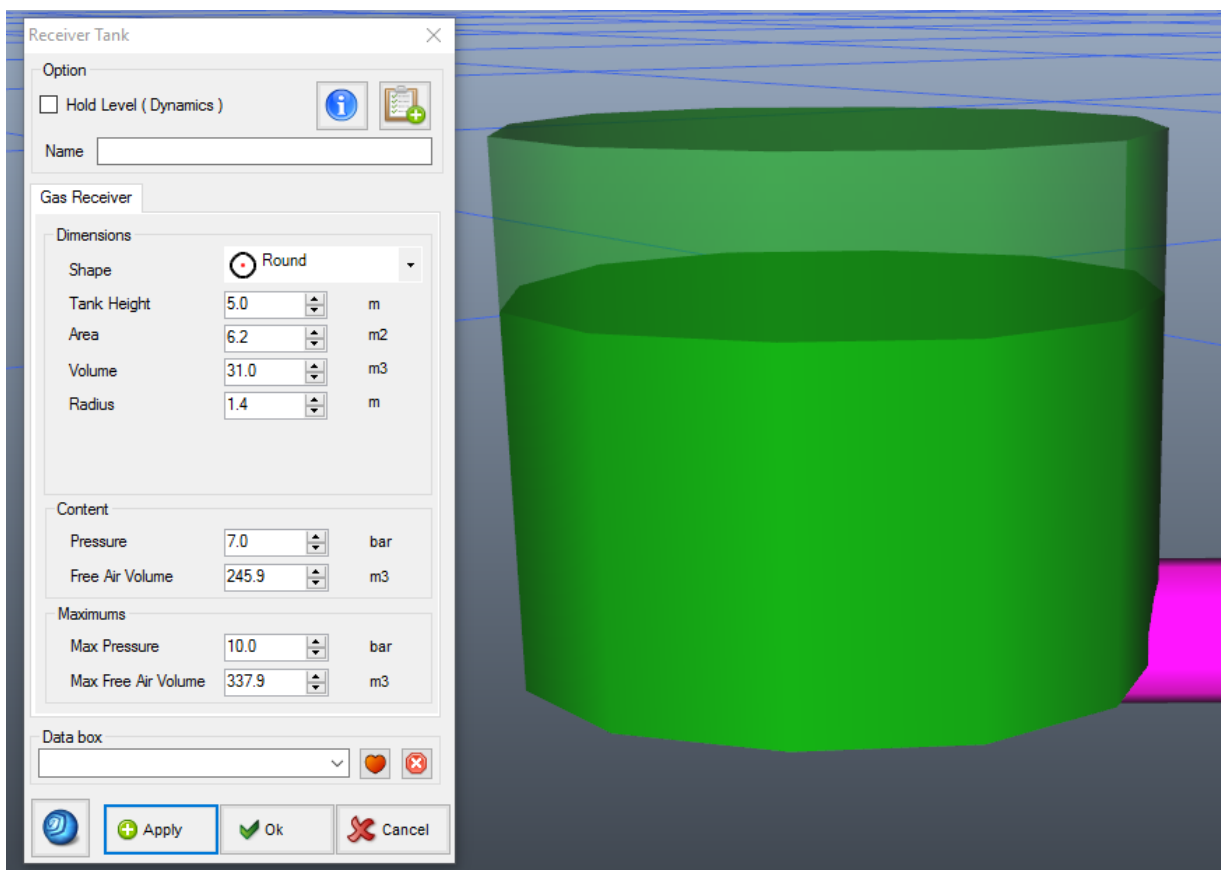 Receiver Tank
Option
Hold Level ( Dynamics )
Name
Gas Receiver
Dimensions
Shape Round
Tank Height 5.0 m
Area 6.2 m2
Volume 31.0 m3
Radius 1.4 m
Content
Pressure 7.0 bar
Free Air Volume 245.9 m3
Maximums
Max Pressure 10.0 bar
Max Free Air Volume 337.9 m3
Data box
Apply Ok Cancel